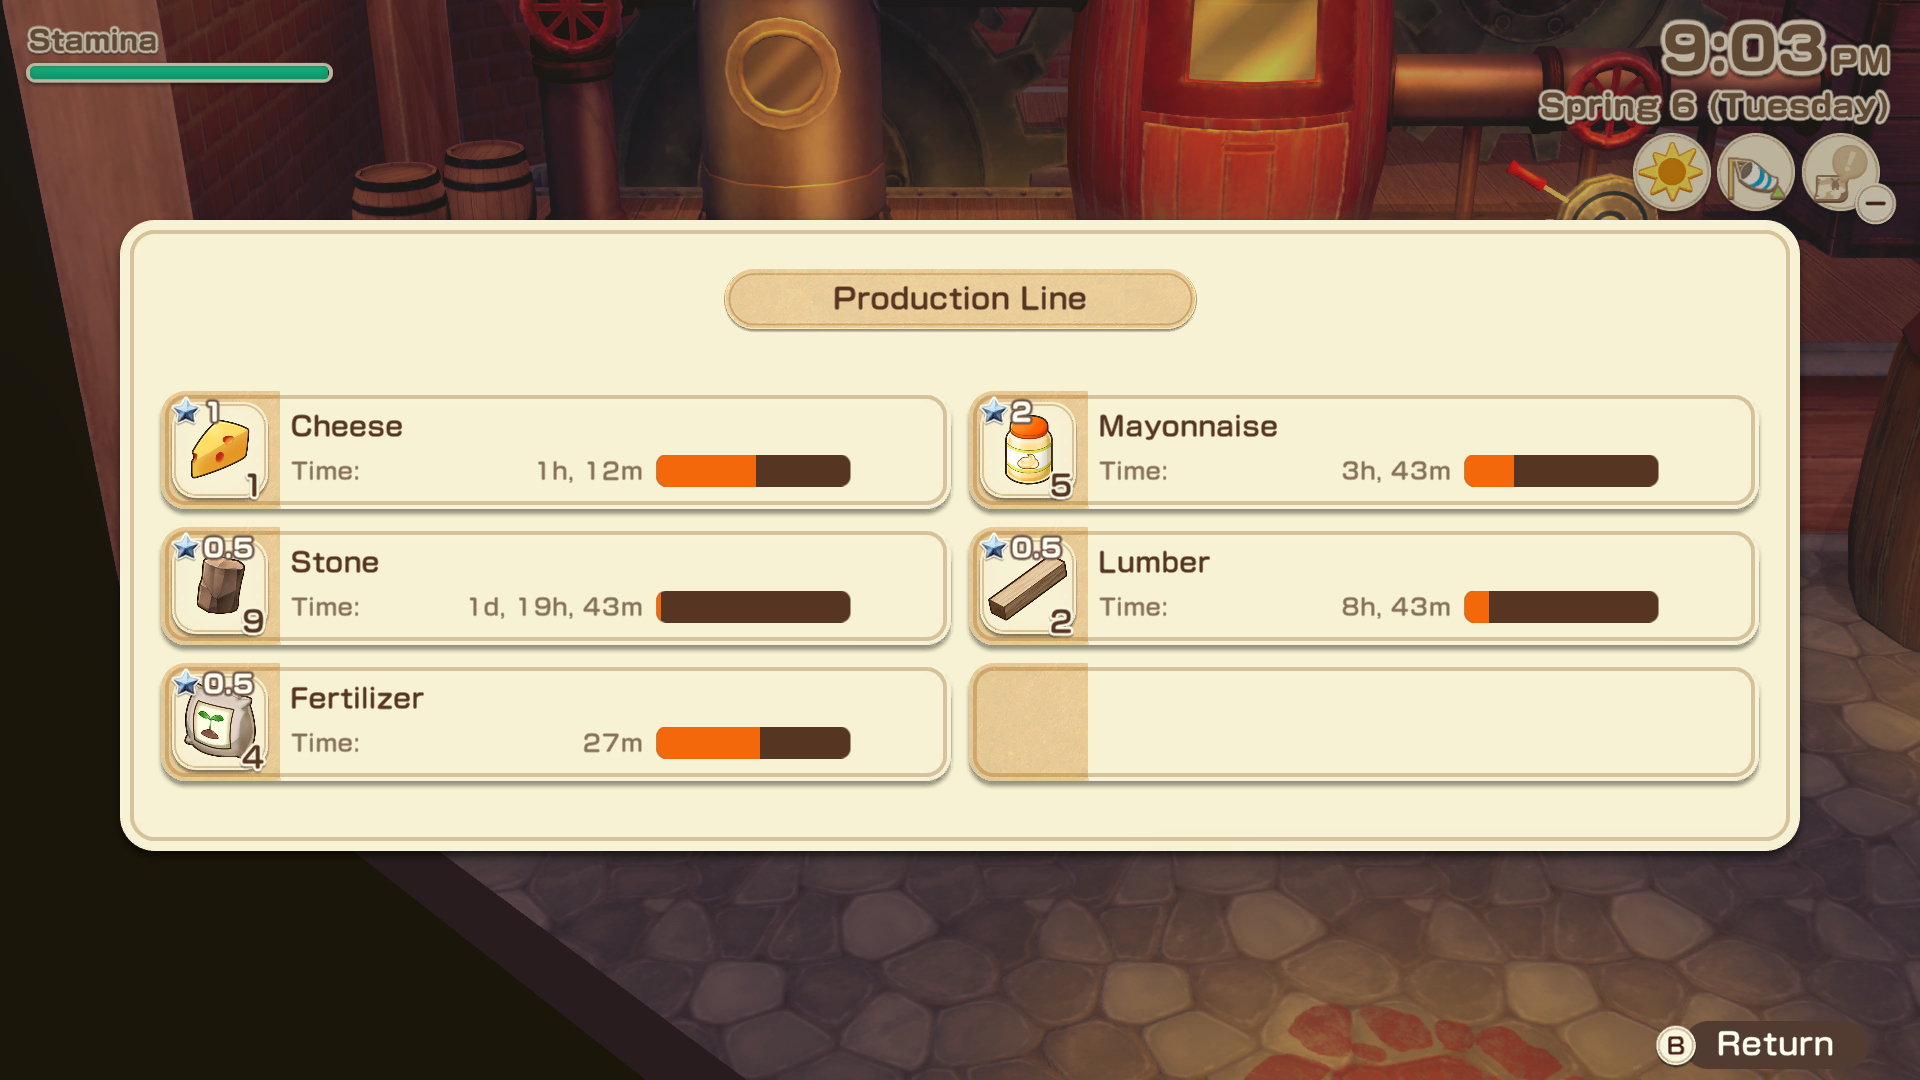 Stamina
9:03 PM
Spring 6 (Tuesday)
Production Line
1
Cheese
Time: 1h, 12m
1
2
Mayonnaise
Time: 3h, 43m
5
0.5
Stone
Time: 1d, 19h, 43m
9
0.5
Lumber
Time: 8h, 43m
2
0.5
Fertilizer
Time: 27m
4
B Return